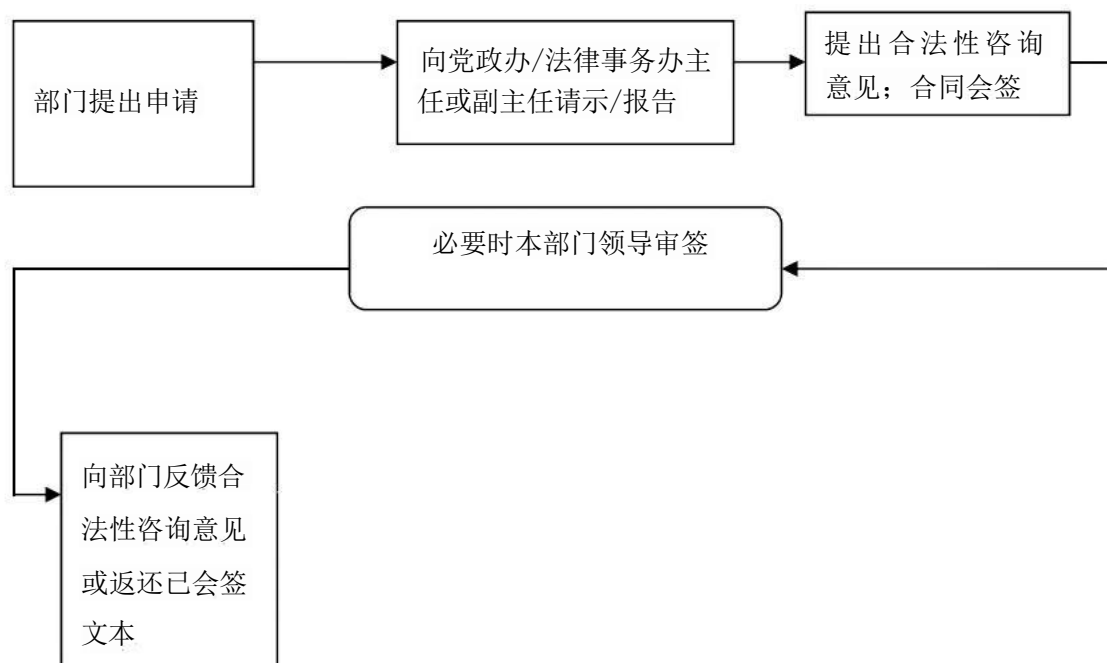 部门提出申请
向党政办/法律事务办主
任或副主任请示/报告
提出合法性咨询
意见；合同会签
必要时本部门领导审签
向部门反馈合
法性咨询意见
或返还已会签
文本